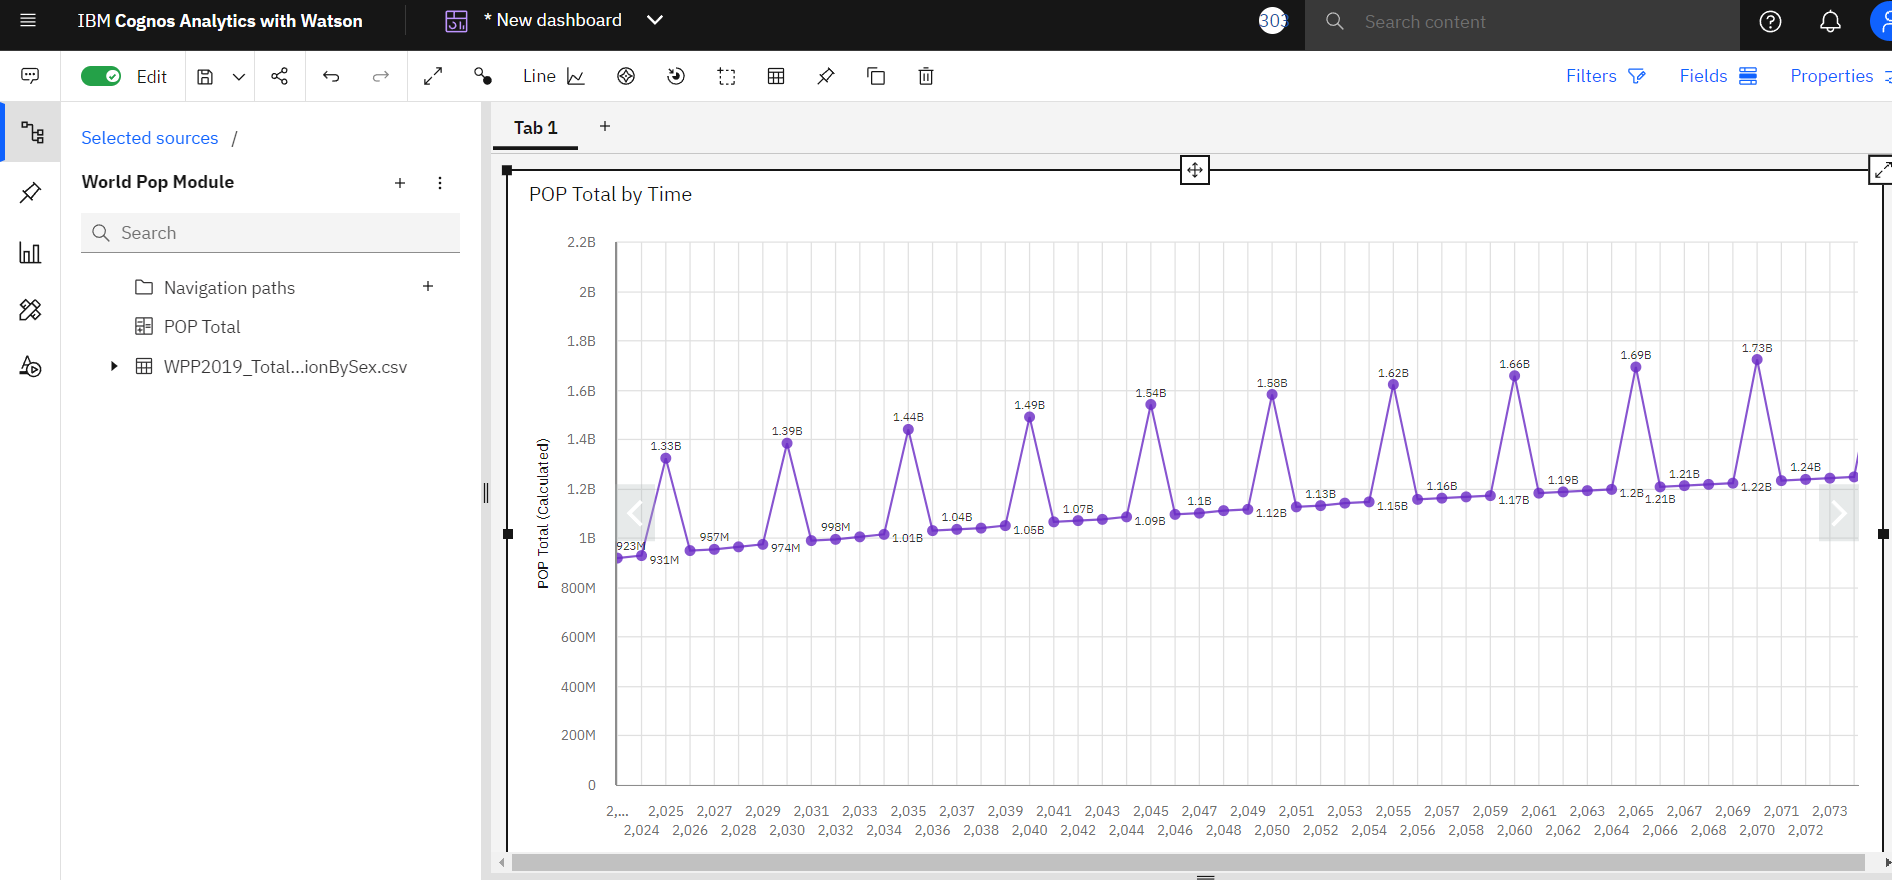 IBM Cognos Analytics with Watson
* New dashboard
303
Search content
Edit
Line
Filters
Fields
Properties
Selected sources /
World Pop Module
Search
Navigation paths
POP Total
WPP2019_Total...ionBySex.csv
Tab 1
POP Total by Time
POP Total (Calculated)
2.2B
2B
1.8B
1.6B
1.4B
1.2B
1B
800M
600M
400M
200M
0
923M
931M
1.33B
957M
974M
1.39B
998M
1.01B
1.44B
1.04B
1.05B
1.49B
1.07B
1.09B
1.54B
1.1B
1.12B
1.58B
1.13B
1.15B
1.62B
1.16B
1.17B
1.66B
1.19B
1.2B
1.69B
1.21B
1.21B
1.22B
1.73B
1.24B
2,... 2,025 2,027 2,029 2,031 2,033 2,035 2,037 2,039 2,041 2,043 2,045 2,047 2,049 2,051 2,053 2,055 2,057 2,059 2,061 2,063 2,065 2,067 2,069 2,071 2,073
2,024 2,026 2,028 2,030 2,032 2,034 2,036 2,038 2,040 2,042 2,044 2,046 2,048 2,050 2,052 2,054 2,056 2,058 2,060 2,062 2,064 2,066 2,068 2,070 2,072